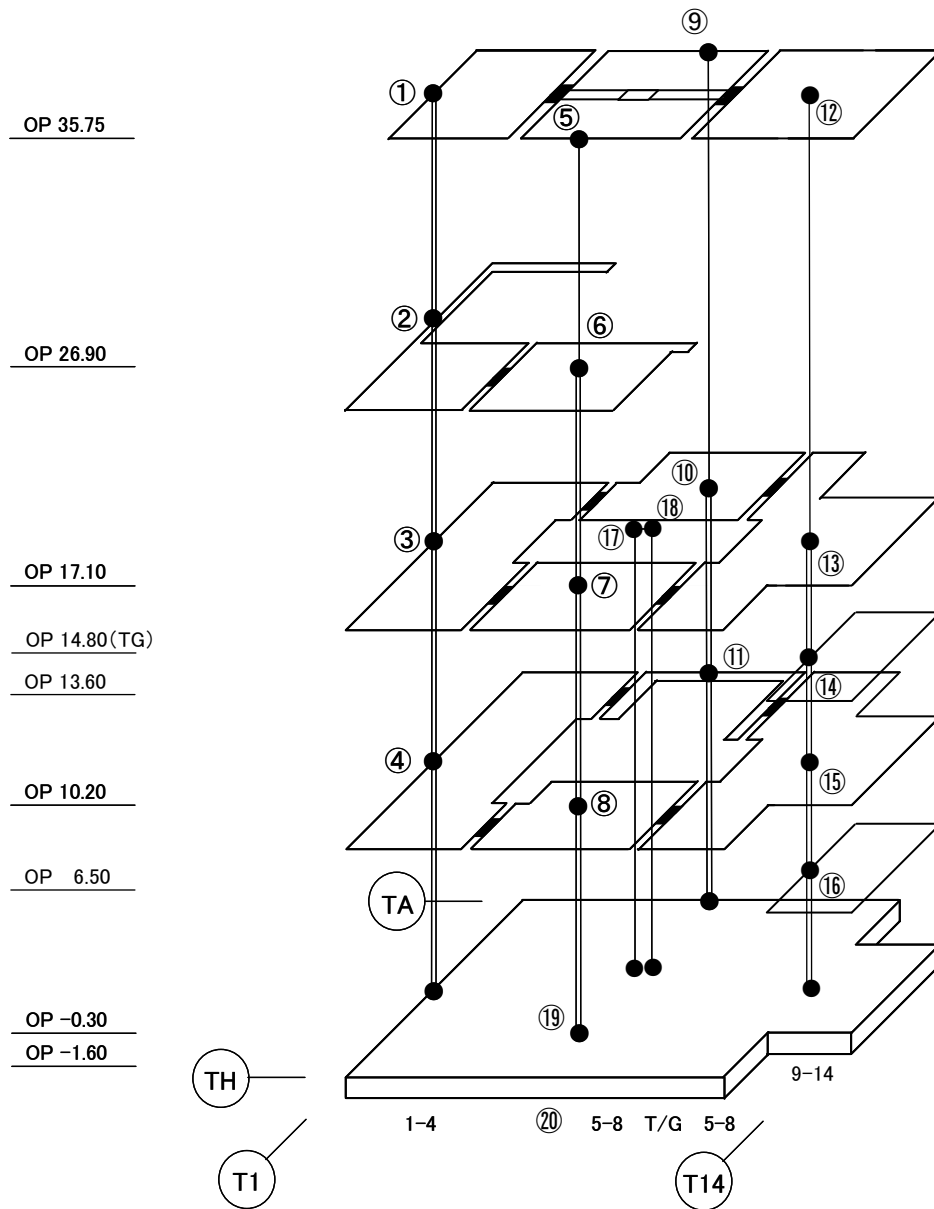 ⑨
①
⑤
⑫
OP 35.75
②
⑥
OP 26.90
⑩
⑰
⑱
③
⑬
OP 17.10
⑦
OP 14.80(TG)
⑪
OP 13.60
⑭
④
⑮
OP 10.20
⑧
OP 6.50
⑯
TA
OP -0.30
⑲
OP -1.60
TH
9-14
1-4 ⑳ 5-8 T/G 5-8
T1
T14